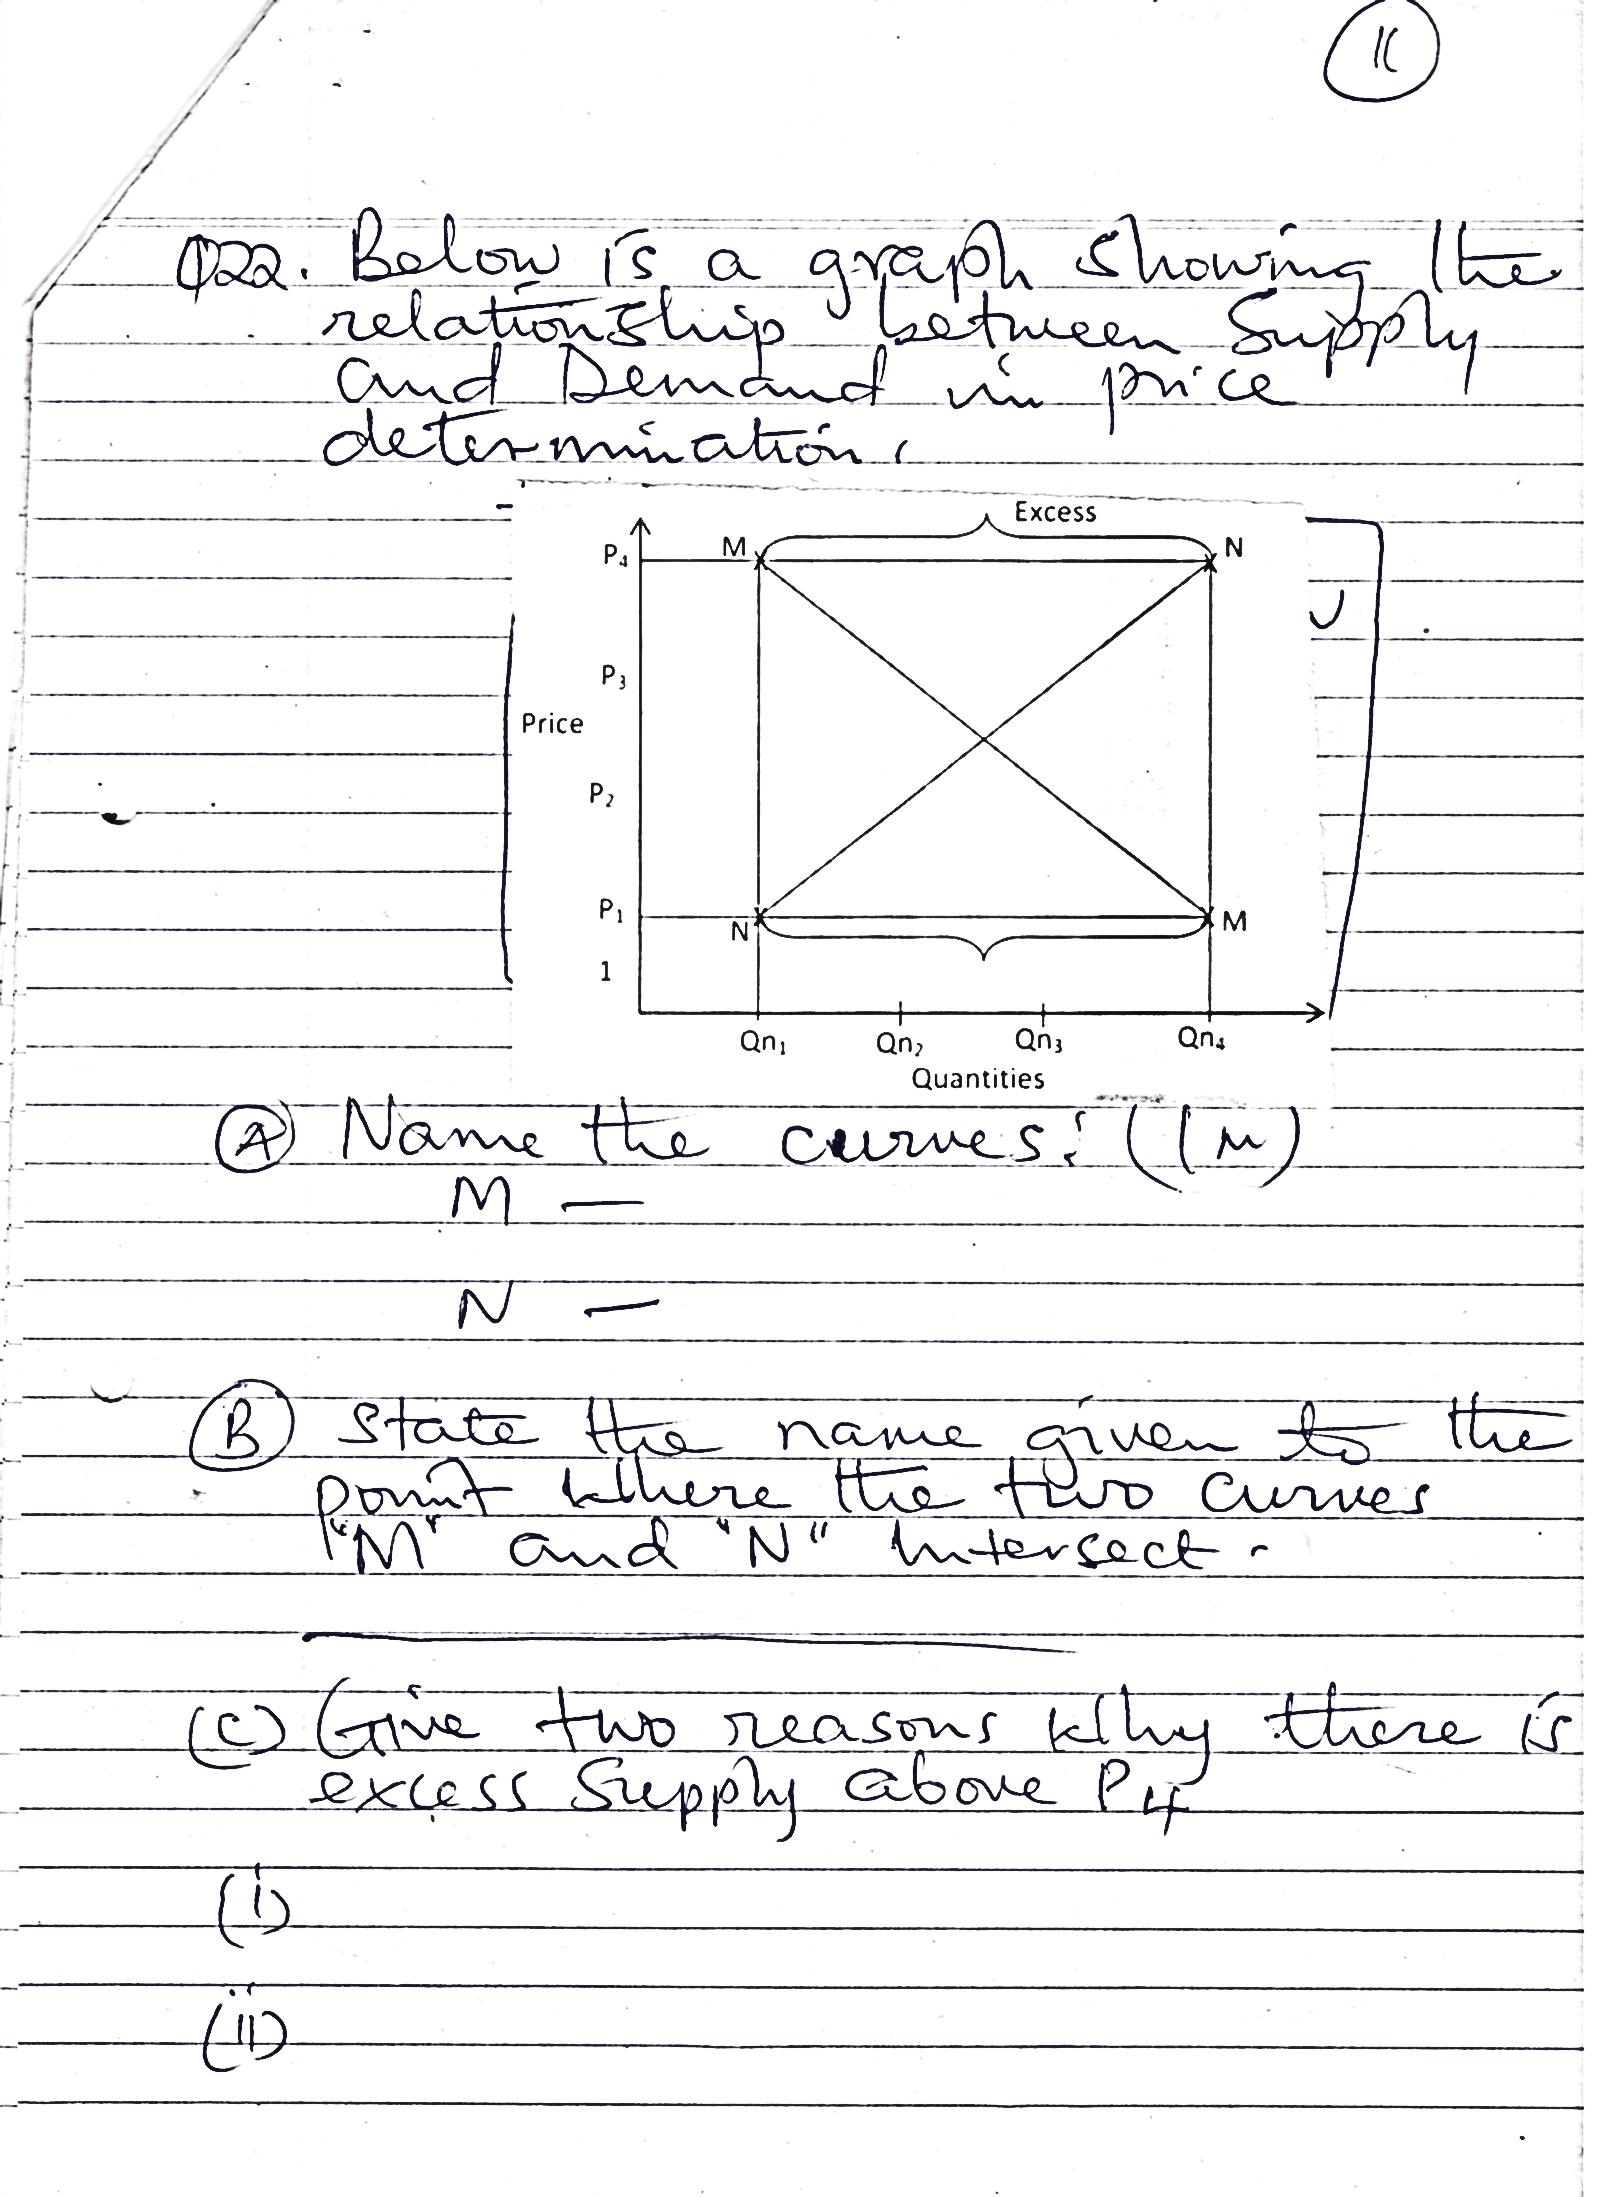 11
Q22. Below is a graph showing the
relationship between Supply
and Demand in price
determination.
Excess
P₄ M N
P₃
Price
P₂
P₁ N M
1
Qn₁ Qn₂ Qn₃ Qn₄
Quantities
(A) Name the curves: (1M)
M —
N —
(B) State the name given to the
point where the two curves
"M" and "N" intersect.
(C) Give two reasons why there is
excess Supply above P4
(i)
(ii)